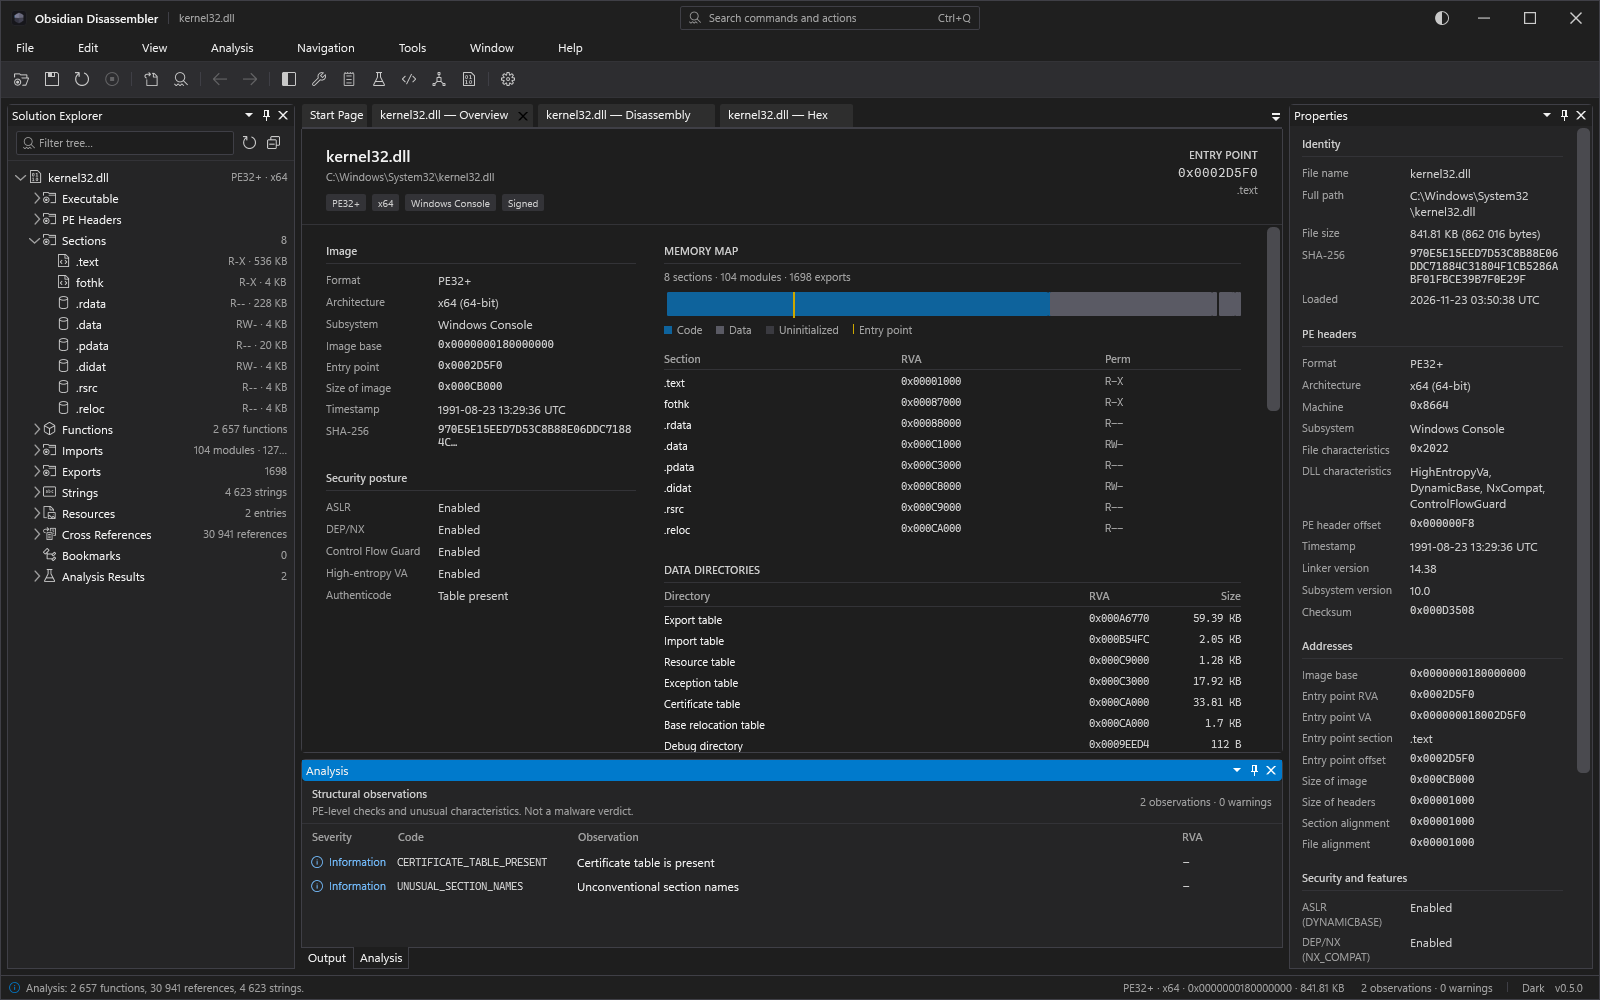 Obsidian Disassembler
kernel32.dll
Search commands and actions
Ctrl+Q
File
Edit
View
Analysis
Navigation
Tools
Window
Help
Solution Explorer
Filter tree...
kernel32.dll PE32+ · x64
Executable
PE Headers
Sections 8
.text R-X · 536 KB
fothk R-X · 4 KB
.rdata R-- · 228 KB
.data RW- · 4 KB
.pdata R-- · 20 KB
.didat RW- · 4 KB
.rsrc R-- · 4 KB
.reloc R-- · 4 KB
Functions 2 657 functions
Imports 104 modules · 127...
Exports 1698
Strings 4 623 strings
Resources 2 entries
Cross References 30 941 references
Bookmarks 0
Analysis Results 2
Start Page
kernel32.dll — Overview
kernel32.dll — Disassembly
kernel32.dll — Hex
kernel32.dll
C:\Windows\System32\kernel32.dll
PE32+
x64
Windows Console
Signed
ENTRY POINT
0x0002D5F0
.text
Image
Format PE32+
Architecture x64 (64-bit)
Subsystem Windows Console
Image base 0x0000000180000000
Entry point 0x0002D5F0
Size of image 0x000CB000
Timestamp 1991-08-23 13:29:36 UTC
SHA-256 970E5E15EED7D53C8B88E06DDC7188
4C…
Security posture
ASLR Enabled
DEP/NX Enabled
Control Flow Guard Enabled
High-entropy VA Enabled
Authenticode Table present
MEMORY MAP
8 sections · 104 modules · 1698 exports
Code
Data
Uninitialized
Entry point
Section RVA Perm
.text 0x00001000 R-X
fothk 0x00087000 R-X
.rdata 0x00088000 R--
.data 0x000C1000 RW-
.pdata 0x000C3000 R--
.didat 0x000C8000 RW-
.rsrc 0x000C9000 R--
.reloc 0x000CA000 R--
DATA DIRECTORIES
Directory RVA Size
Export table 0x000A6770 59.39 KB
Import table 0x000B54FC 2.05 KB
Resource table 0x000C9000 1.28 KB
Exception table 0x000C3000 17.92 KB
Certificate table 0x000CA000 33.81 KB
Base relocation table 0x000CA000 1.7 KB
Debug directory 0x0009EED4 112 B
Analysis
Structural observations
PE-level checks and unusual characteristics. Not a malware verdict.
2 observations · 0 warnings
Severity Code Observation RVA
Information CERTIFICATE_TABLE_PRESENT Certificate table is present —
Information UNUSUAL_SECTION_NAMES Unconventional section names —
Output
Analysis
Properties
Identity
File name kernel32.dll
Full path C:\Windows\System32
\kernel32.dll
File size 841.81 KB (862 016 bytes)
SHA-256 970E5E15EED7D53C8B88E06
DDC71884C31804F1CB5286A
BF01FBCE39B7F0E29F
Loaded 2026-11-23 03:50:38 UTC
PE headers
Format PE32+
Architecture x64 (64-bit)
Machine 0x8664
Subsystem Windows Console
File characteristics 0x2022
DLL characteristics HighEntropyVa,
DynamicBase, NxCompat,
ControlFlowGuard
PE header offset 0x000000F8
Timestamp 1991-08-23 13:29:36 UTC
Linker version 14.38
Subsystem version 10.0
Checksum 0x000D3508
Addresses
Image base 0x0000000180000000
Entry point RVA 0x0002D5F0
Entry point VA 0x000000018002D5F0
Entry point section .text
Entry point offset 0x0002D5F0
Size of image 0x000CB000
Size of headers 0x00001000
Section alignment 0x00001000
File alignment 0x00001000
Security and features
ASLR Enabled
(DYNAMICBASE)
DEP/NX Enabled
(NX_COMPAT)
Analysis: 2 657 functions, 30 941 references, 4 623 strings.
PE32+ · x64 · 0x0000000180000000 · 841.81 KB
2 observations · 0 warnings
Dark
v0.5.0